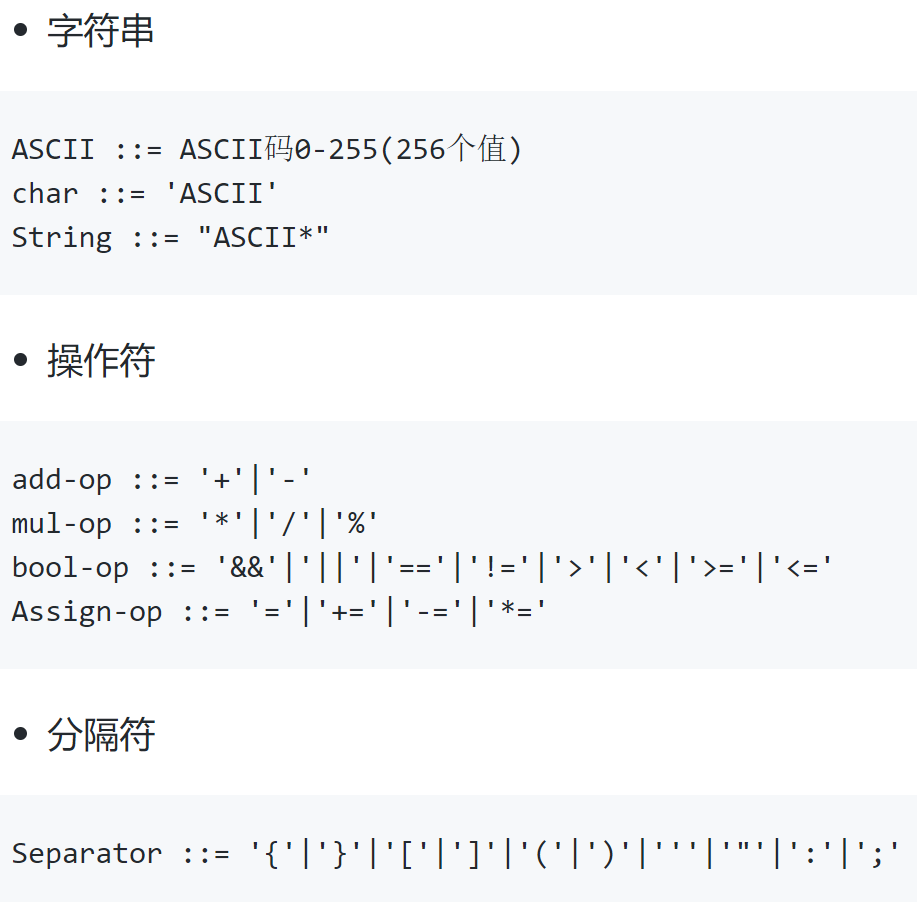 • 字符串
ASCII ::= ASCII码0-255(256个值)
char ::= 'ASCII'
String ::= "ASCII*"
• 操作符
add-op ::= '+'|'-'
mul-op ::= '*'|'/'|'%'
bool-op ::= '&&'|'||'|'=='|'!='|'>'|'<'|'>='|'<='
Assign-op ::= '='|'+='|'-='|'*='
• 分隔符
Separator ::= '{'|'}'|'['|']'|'('|')'|'''|'"'|':'|';'